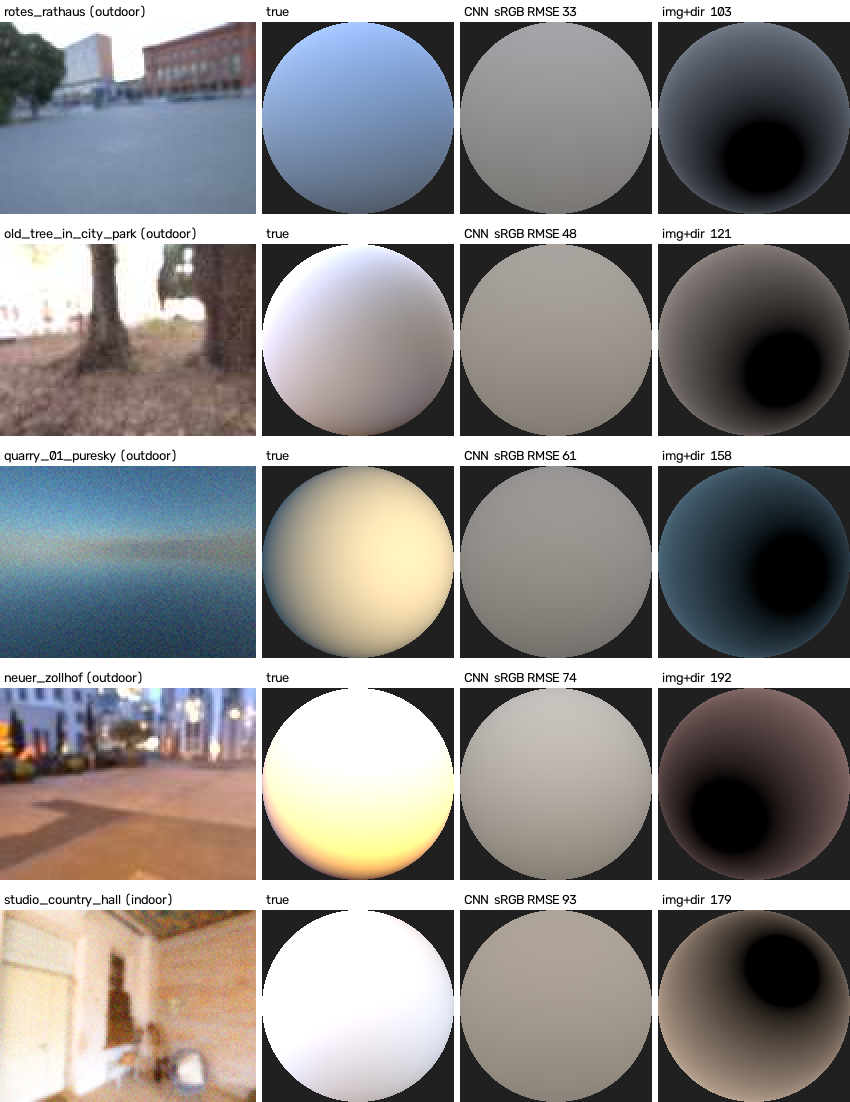 rotes_rathaus (outdoor) true CNN sRGB RMSE 33 img+dir 103
old_tree_in_city_park (outdoor) true CNN sRGB RMSE 48 img+dir 121
quarry_01_puresky (outdoor) true CNN sRGB RMSE 61 img+dir 158
neuer_zollhof (outdoor) true CNN sRGB RMSE 74 img+dir 192
studio_country_hall (indoor) true CNN sRGB RMSE 93 img+dir 179